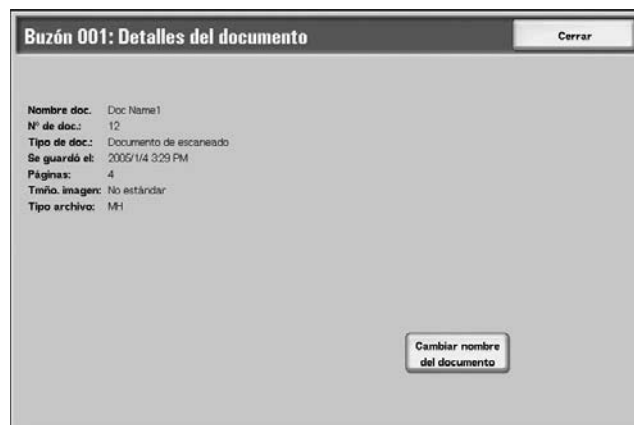 Buzón 001: Detalles del documento
Cerrar
Nombre doc. Doc Name1
Nº de doc.: 12
Tipo de doc.: Documento de escaneado
Se guardó el: 2005/1/4 3:29 PM
Páginas: 4
Tmño. imagen: No estándar
Tipo archivo: MH
Cambiar nombre
del documento